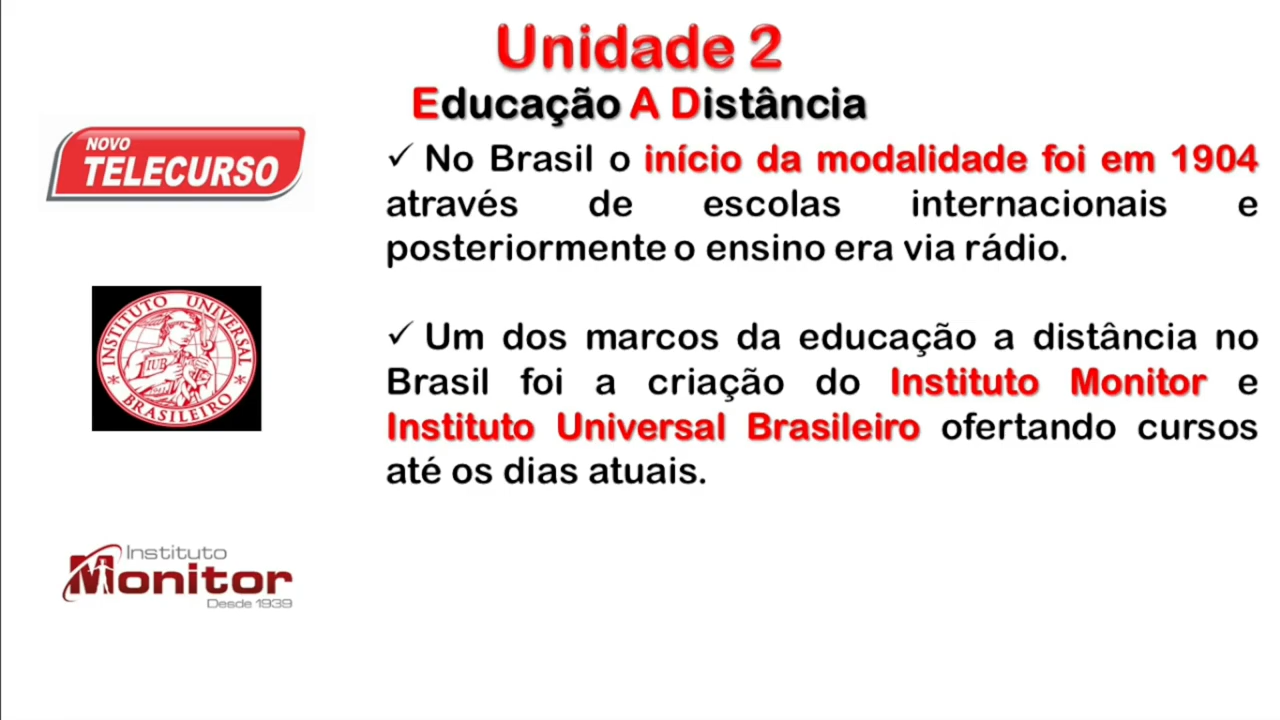 Unidade 2
Educação A Distância
NOVO
TELECURSO
✓ No Brasil o início da modalidade foi em 1904
através de escolas internacionais e
posteriormente o ensino era via rádio.
INSTITUTO UNIVERSAL
IUB
BRASILEIRO
✓ Um dos marcos da educação a distância no
Brasil foi a criação do Instituto Monitor e
Instituto Universal Brasileiro ofertando cursos
até os dias atuais.
Instituto
Monitor
Desde 1939